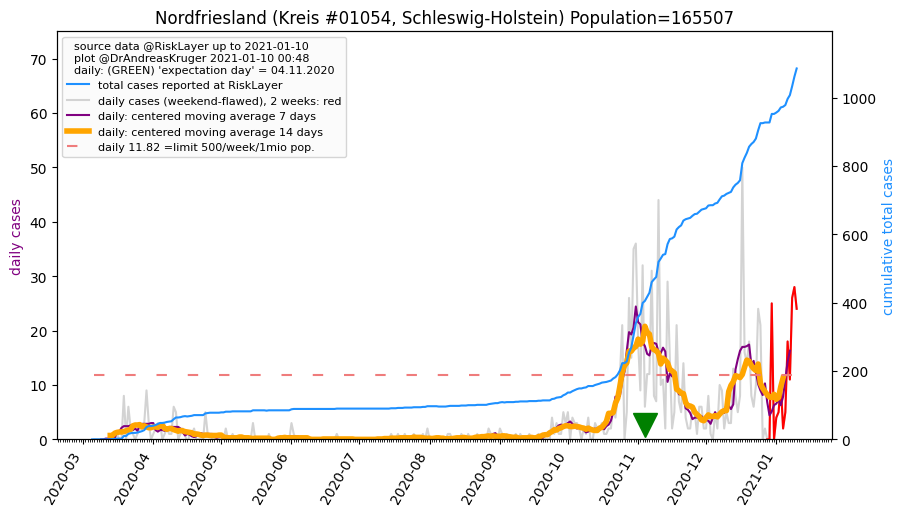 Nordfriesland (Kreis #01054, Schleswig-Holstein) Population=165507
source data @RiskLayer up to 2021-01-10
plot @DrAndreasKruger 2021-01-10 00:48
daily: (GREEN) 'expectation day' = 04.11.2020
total cases reported at RiskLayer
daily cases (weekend-flawed), 2 weeks: red
daily: centered moving average 7 days
daily: centered moving average 14 days
daily 11.82 =limit 500/week/1mio pop.
daily cases
70
60
50
40
30
20
10
0
cumulative total cases
1000
800
600
400
200
0
2020-03
2020-04
2020-05
2020-06
2020-07
2020-08
2020-09
2020-10
2020-11
2020-12
2021-01